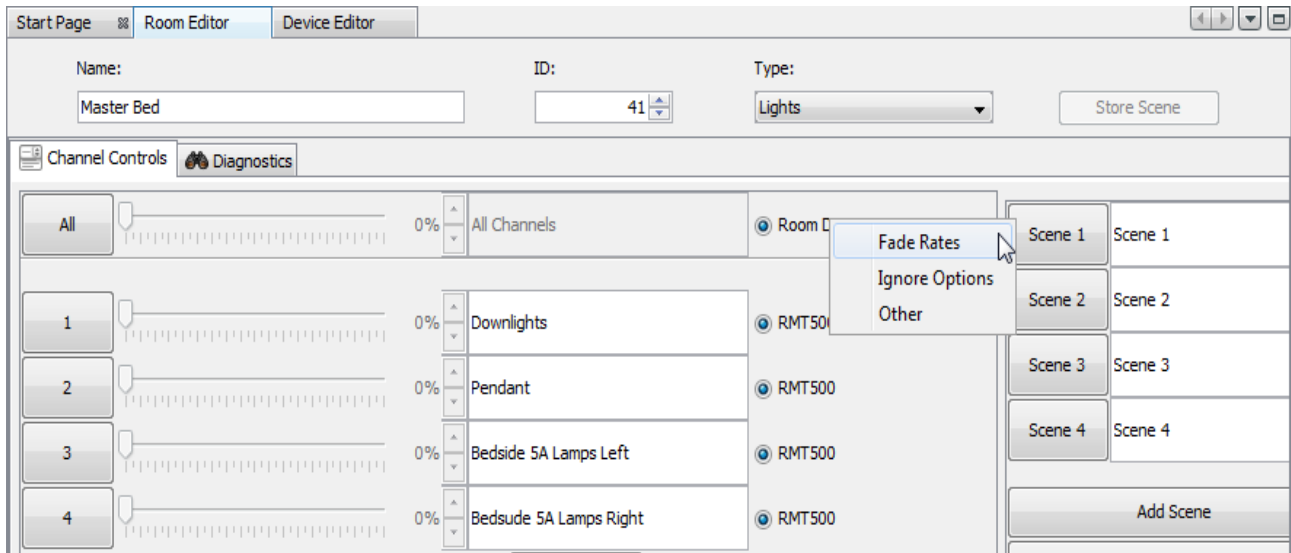 Start Page Room Editor Device Editor
Name: ID: Type:
Master Bed 41 Lights Store Scene
Channel Controls Diagnostics
All 0% All Channels Room D
Fade Rates
Ignore Options
Other
Scene 1 Scene 1
1 0% Downlights RMT500
Scene 2 Scene 2
2 0% Pendant RMT500
Scene 3 Scene 3
3 0% Bedside 5A Lamps Left RMT500
Scene 4 Scene 4
4 0% Bedsude 5A Lamps Right RMT500
Add Scene